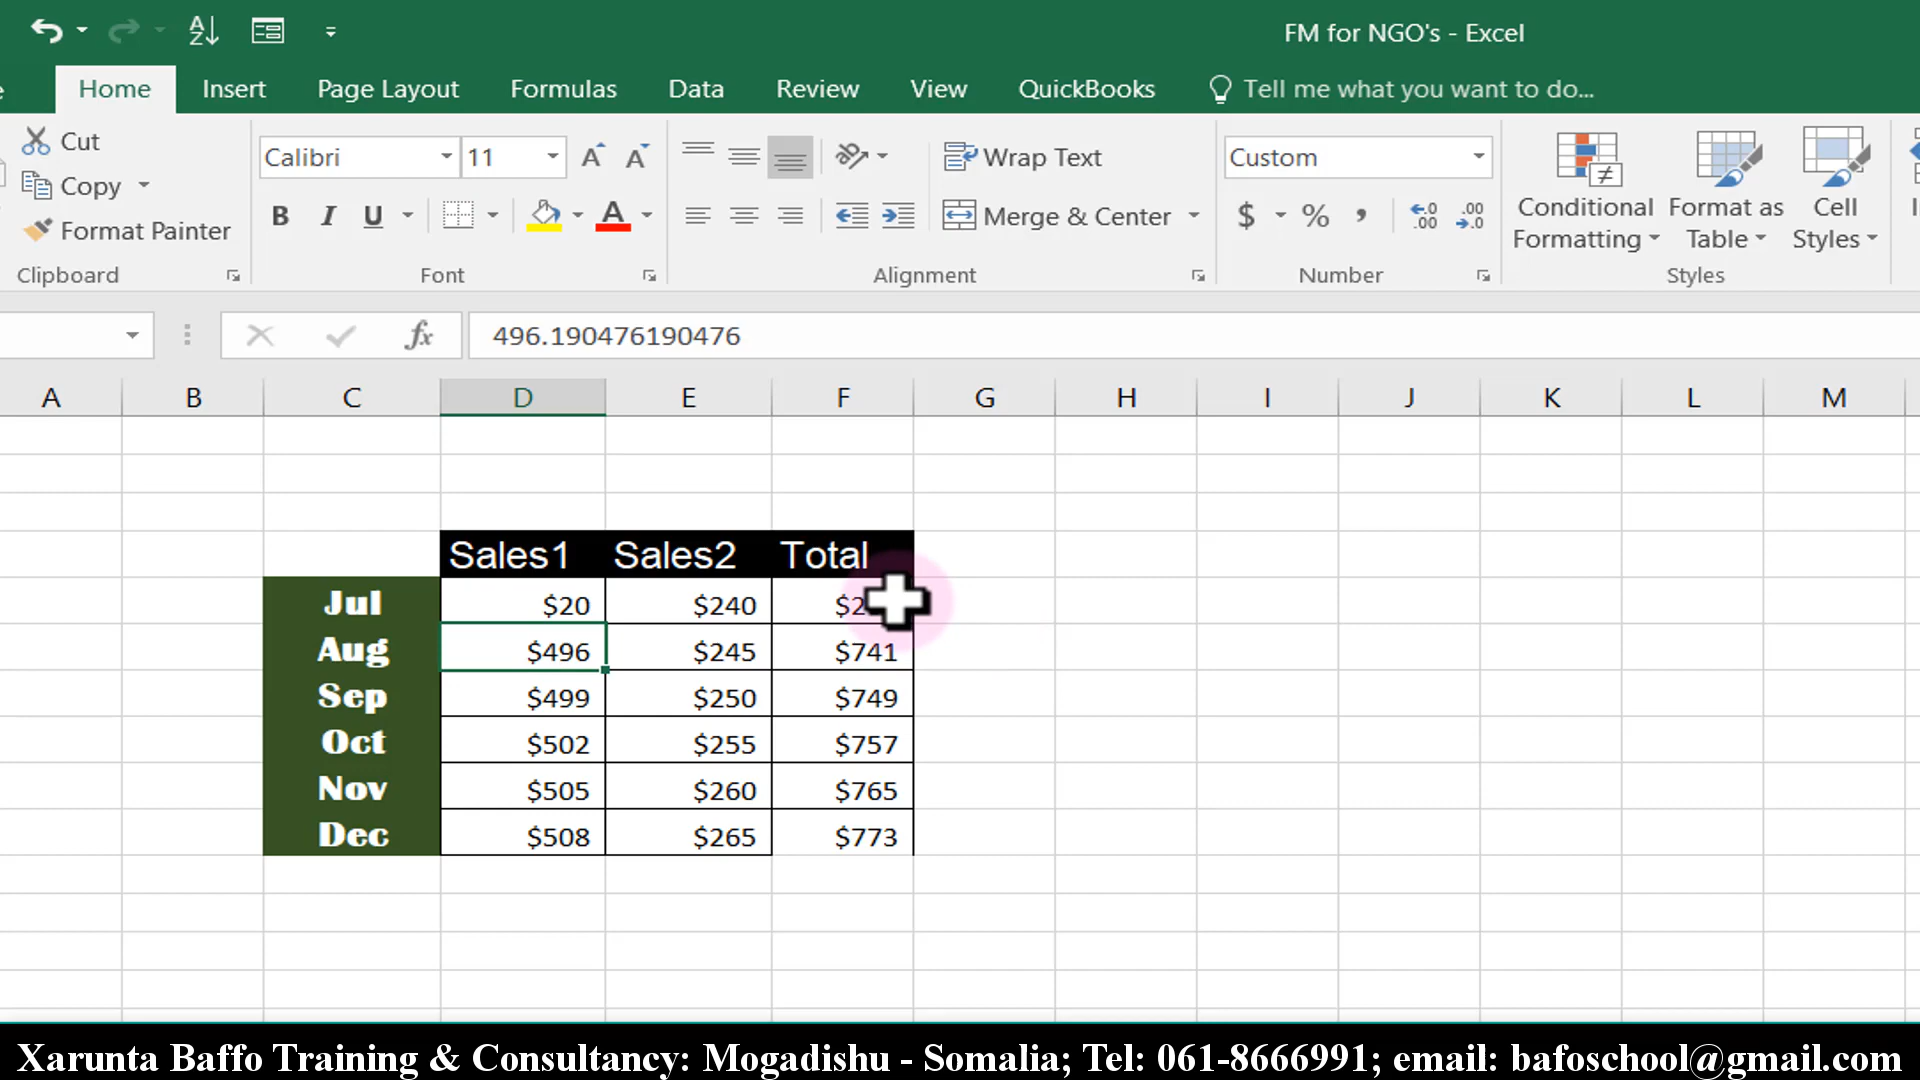 FM for NGO's - Excel
Home Insert Page Layout Formulas Data Review View QuickBooks Tell me what you want to do...
Cut
Copy
Format Painter
Clipboard
Calibri 11
B I U A
Font
Wrap Text
Merge & Center
Alignment
Custom
$ % ,
Number
Conditional Formatting
Format as Table
Cell Styles
Styles
fx 496.190476190476
A B C D E F G H I J K L M
Sales1 Sales2 Total
Jul $20 $240
Aug $496 $245 $741
Sep $499 $250 $749
Oct $502 $255 $757
Nov $505 $260 $765
Dec $508 $265 $773
Xarunta Baffo Training & Consultancy: Mogadishu - Somalia; Tel: 061-8666991; email: bafoschool@gmail.com